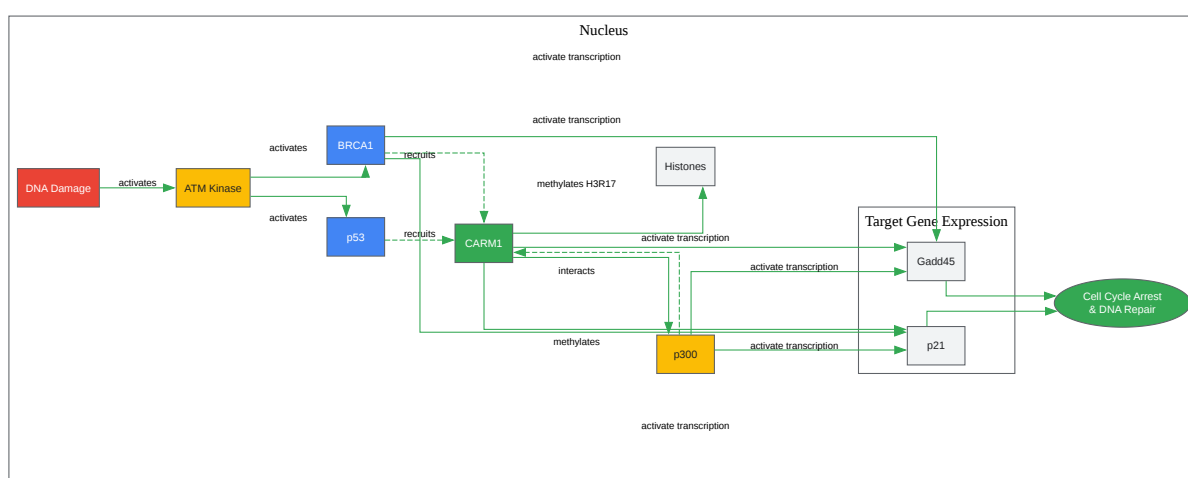 Nucleus
activate transcription
activate transcription
BRCA1
activates
recruits
Histones
DNA Damage
activates
ATM Kinase
methylates H3R17
activates
Target Gene Expression
p53
recruits
CARM1
activate transcription
Gadd45
interacts
activate transcription
Cell Cycle Arrest
& DNA Repair
methylates
activate transcription
p21
p300
activate transcription